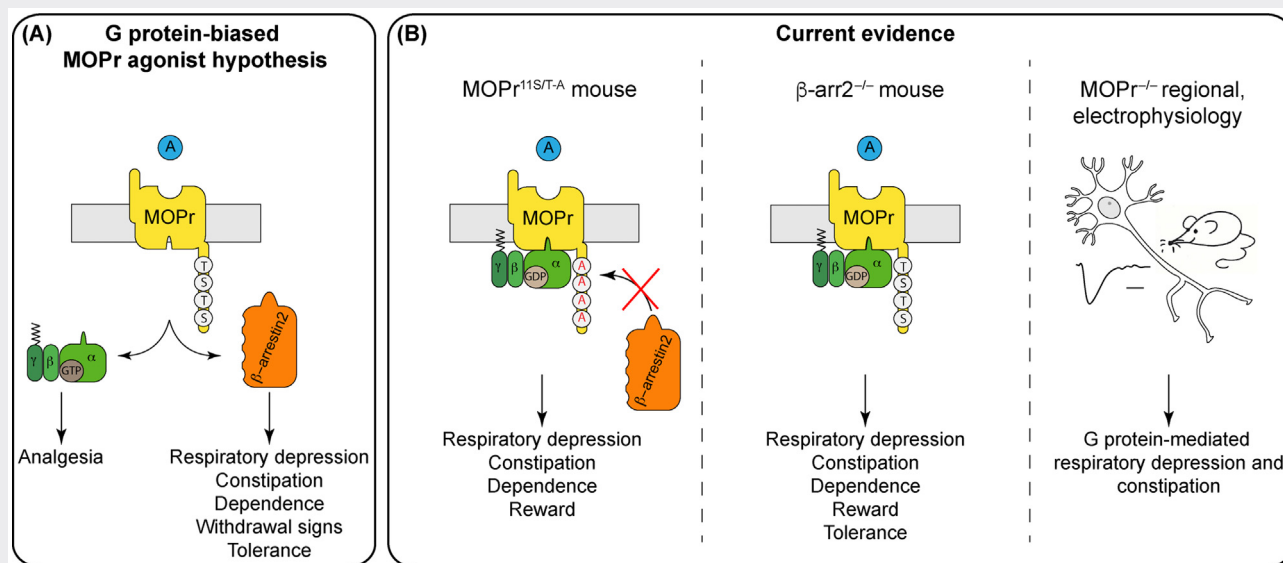 (A)
G protein-biased
MOPr agonist hypothesis
A
MOPr
T
S
T
S
γ
β
α
GTP
β-arrestin2
Analgesia
Respiratory depression
Constipation
Dependence
Withdrawal signs
Tolerance
(B)
Current evidence
MOPr11S/T-A mouse
A
MOPr
γ
β
α
GDP
A
A
A
A
β-arrestin2
Respiratory depression
Constipation
Dependence
Reward
β-arr2–/– mouse
A
MOPr
γ
β
α
GDP
T
S
T
S
Respiratory depression
Constipation
Dependence
Reward
Tolerance
MOPr–/– regional,
electrophysiology
G protein-mediated
respiratory depression and
constipation